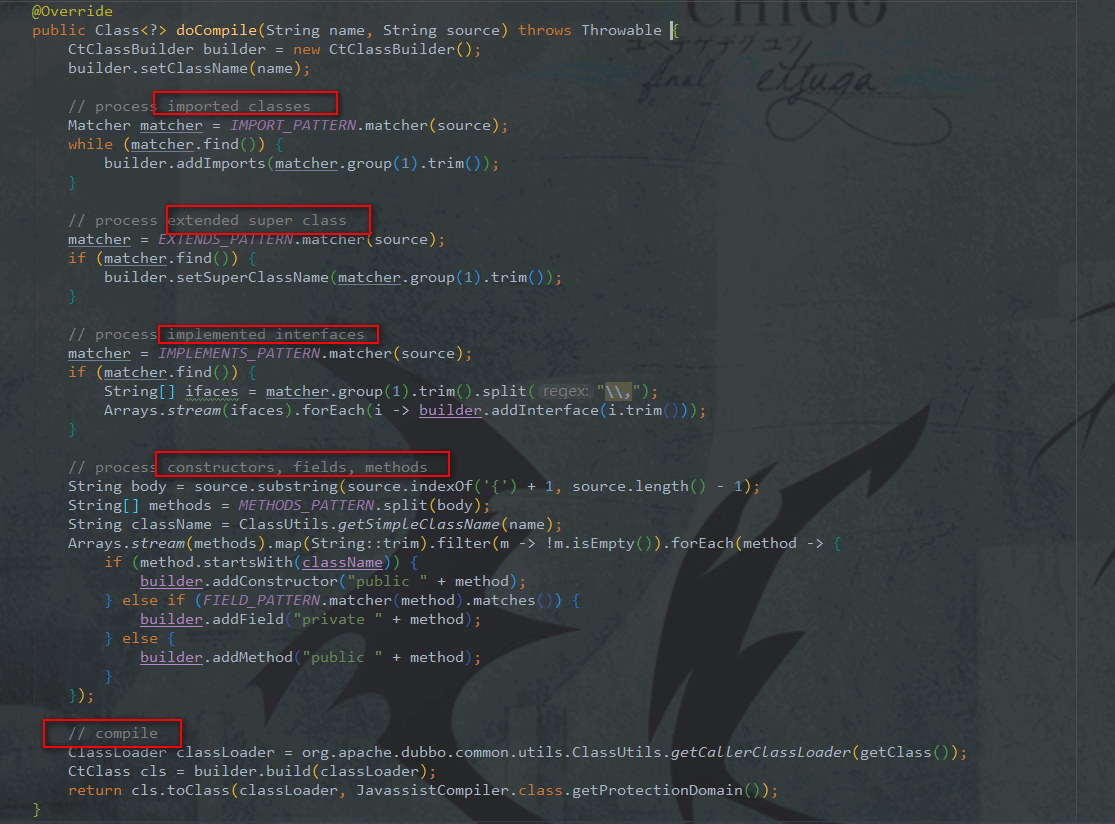 CHIGO
final etsuga
@Override
public Class<?> doCompile(String name, String source) throws Throwable {
    CtClassBuilder builder = new CtClassBuilder();
    builder.setClassName(name);

    // process imported classes
    Matcher matcher = IMPORT_PATTERN.matcher(source);
    while (matcher.find()) {
        builder.addImports(matcher.group(1).trim());
    }

    // process extended super class
    matcher = EXTENDS_PATTERN.matcher(source);
    if (matcher.find()) {
        builder.setSuperClassName(matcher.group(1).trim());
    }

    // process implemented interfaces
    matcher = IMPLEMENTS_PATTERN.matcher(source);
    if (matcher.find()) {
        String[] ifaces = matcher.group(1).trim().split( regex: "\\,");
        Arrays.stream(ifaces).forEach(i -> builder.addInterface(i.trim()));
    }

    // process constructors, fields, methods
    String body = source.substring(source.indexOf('{') + 1, source.length() - 1);
    String[] methods = METHODS_PATTERN.split(body);
    String className = ClassUtils.getSimpleClassName(name);
    Arrays.stream(methods).map(String::trim).filter(m -> !m.isEmpty()).forEach(method -> {
        if (method.startsWith(className)) {
            builder.addConstructor("public " + method);
        } else if (FIELD_PATTERN.matcher(method).matches()) {
            builder.addField("private " + method);
        } else {
            builder.addMethod("public " + method);
        }
    });

    // compile
    ClassLoader classLoader = org.apache.dubbo.common.utils.ClassUtils.getCallerClassLoader(getClass());
    CtClass cls = builder.build(classLoader);
    return cls.toClass(classLoader, JavassistCompiler.class.getProtectionDomain());
}